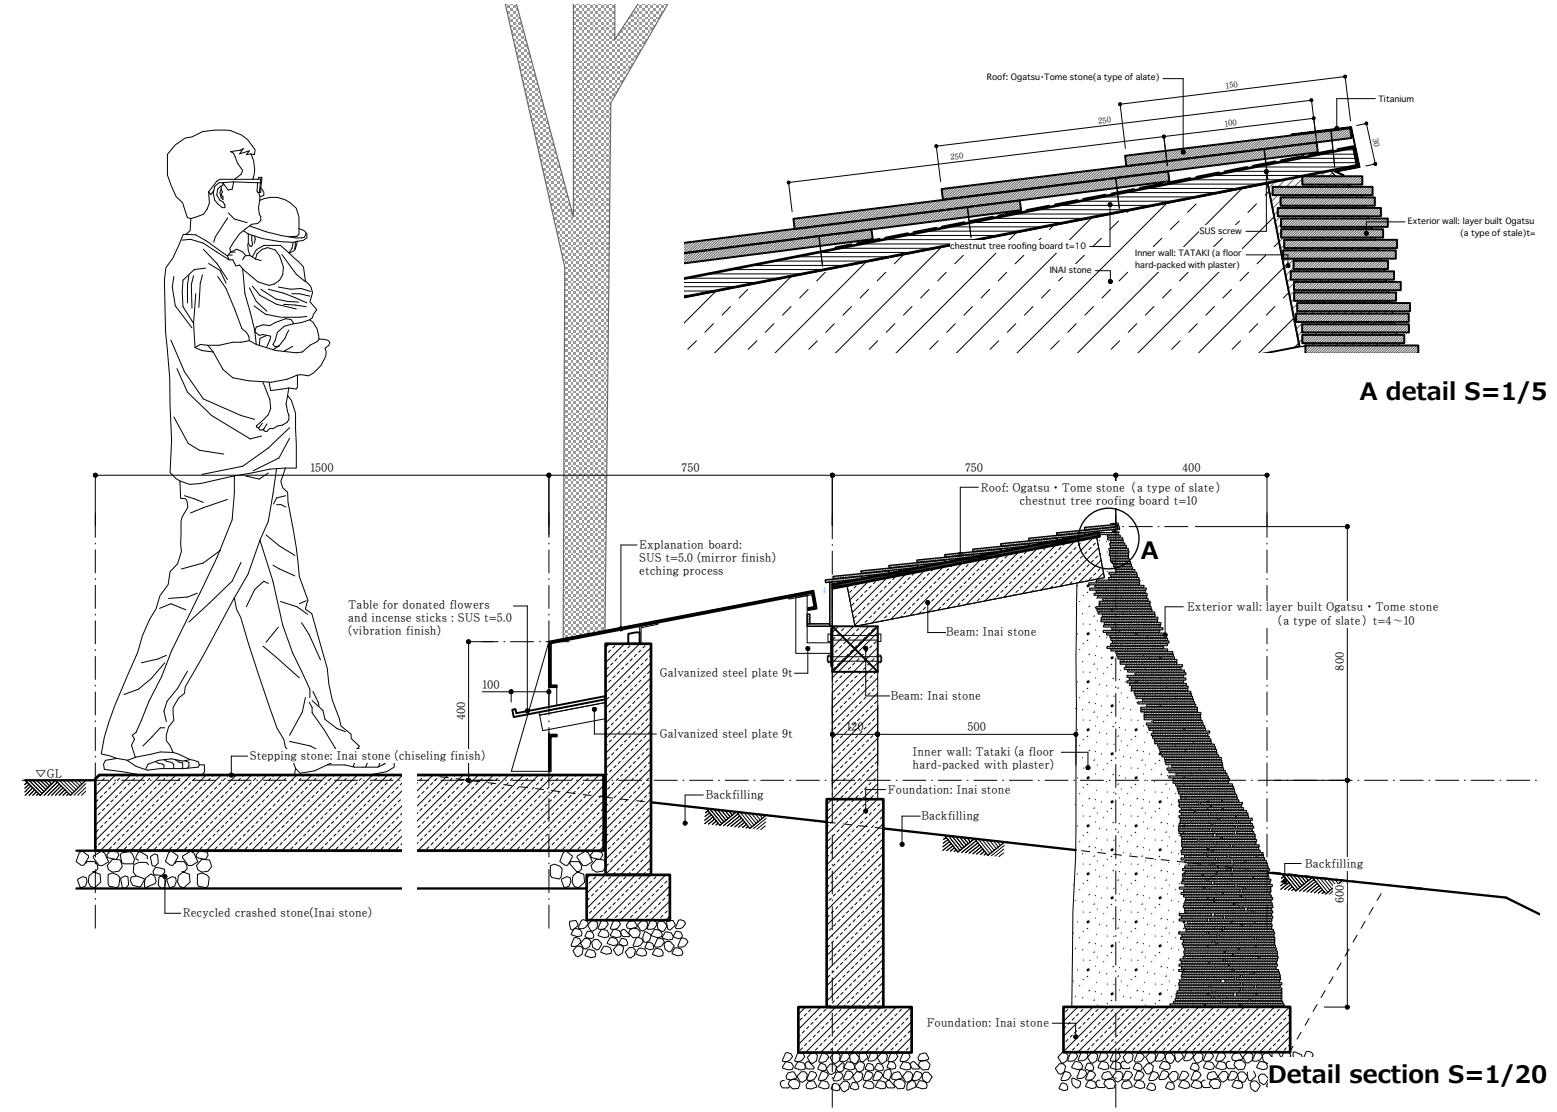 Roof: Ogatsu・Tome stone(a type of alate)
150
Titanium
250
100
30
250
Exterior wall: layer built Ogatsu
(a type of stale)t=
SUS screw
chestnut tree roofing board t=10
Inner wall: TATAKI (a floor
hard-packed with plaster)
INAI stone
A detail S=1/5
1500
750
750
400
Roof: Ogatsu・Tome stone (a type of slate)
chestnut tree roofing board t=10
A
Explanation board:
SUS t=5.0 (mirror finish)
etching process
Table for donated flowers
and incense sticks : SUS t=5.0
(vibration finish)
Exterior wall: layer built Ogatsu・Tome stone
(a type of slate) t=4～10
Beam: Inai stone
800
Galvanized steel plate 9t
100
Beam: Inai stone
400
120
500
Galvanized steel plate 9t
Stepping stone: Inai stone (chiseling finish)
Inner wall: Tataki (a floor
hard-packed with plaster)
▽GL
Backfilling
Foundation: Inai stone
Backfilling
Backfilling
600
Recycled crashed stone(Inai stone)
Foundation: Inai stone
Detail section S=1/20